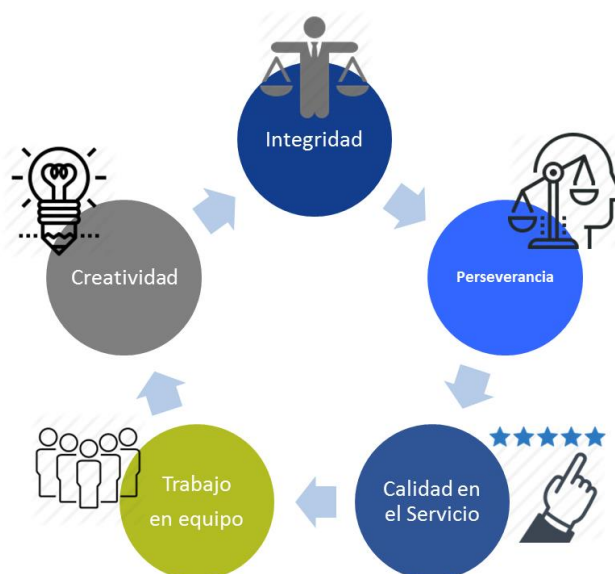 Integridad
Perseverancia
Calidad en
el Servicio
Trabajo
en equipo
Creatividad